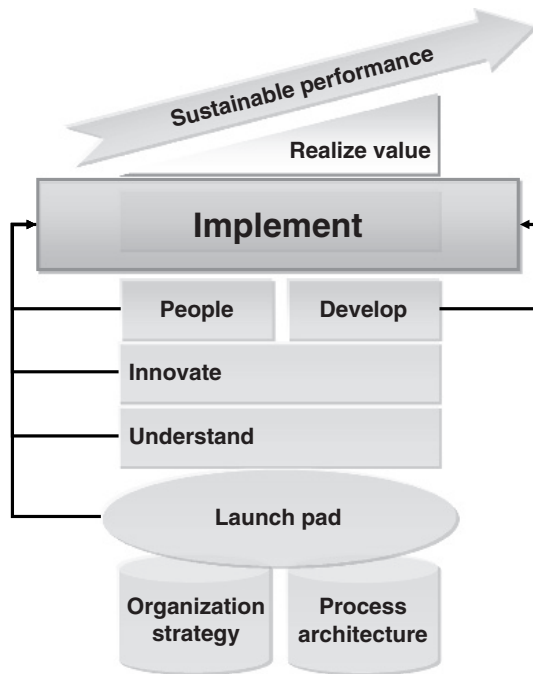 Sustainable performance
Realize value
Implement
People
Develop
Innovate
Understand
Launch pad
Organization
strategy
Process
architecture